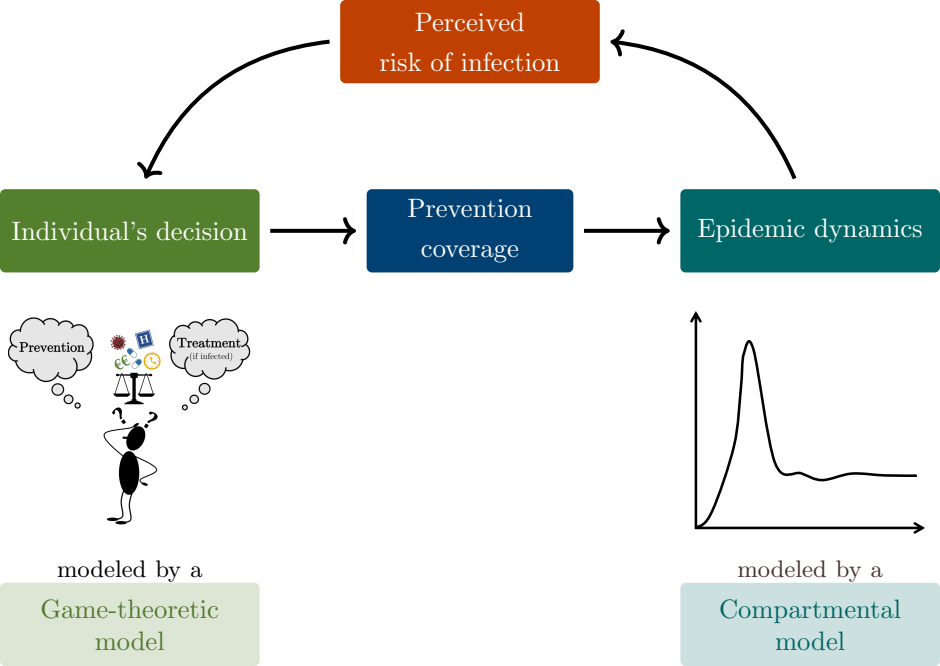 Perceived
risk of infection
Individual's decision
Prevention
coverage
Epidemic dynamics
Prevention
H
Treatment
(if infected)
€€
? ?
modeled by a
Game-theoretic
model
modeled by a
Compartmental
model